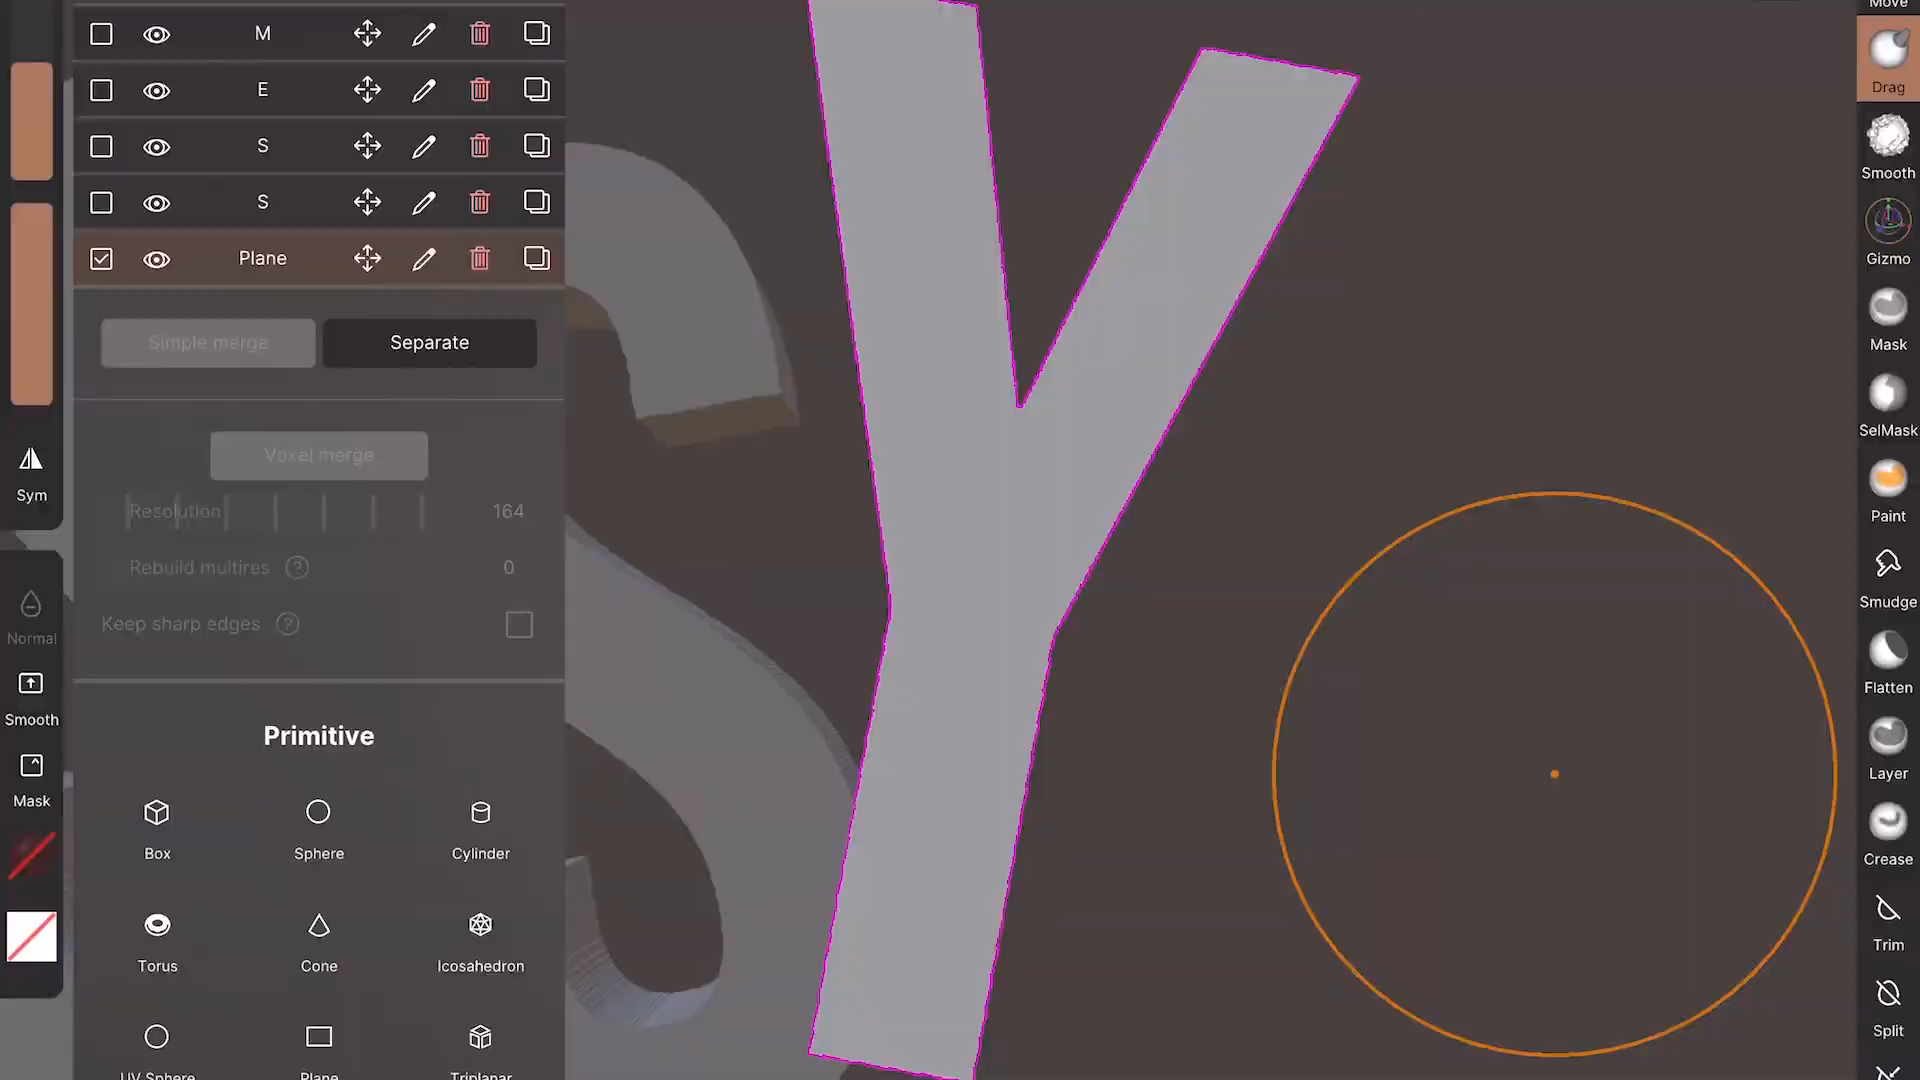 M
E
S
S
Plane
Simple merge
Separate
Voxel merge
Resolution
164
Rebuild multires
?
0
Keep sharp edges
?
Primitive
Box
Sphere
Cylinder
Torus
Cone
Icosahedron
UV Sphere
Plane
Triplanar
Sym
Normal
Smooth
Mask
Y
Move
Drag
Smooth
Gizmo
Mask
SelMask
Paint
Smudge
Flatten
Layer
Crease
Trim
Split